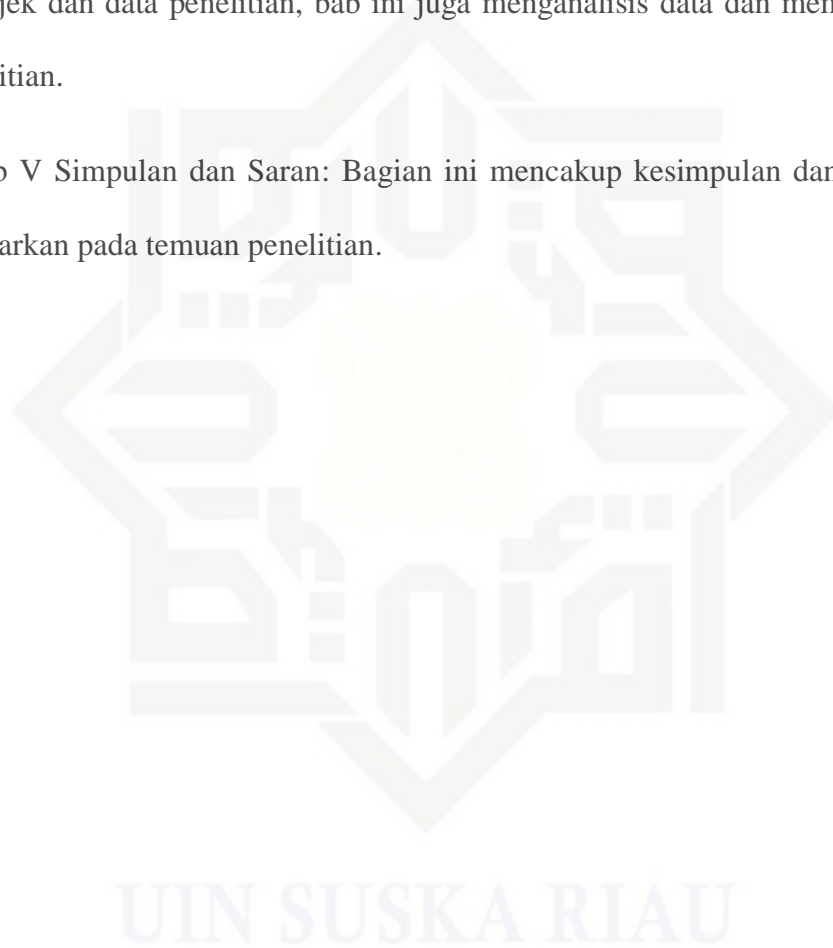 jek dan data penelitian, bab ini juga menganalisis data dan men
itian.
V Simpulan dan Saran: Bagian ini mencakup kesimpulan dan
arkan pada temuan penelitian.
UIN SUSKA RIAU